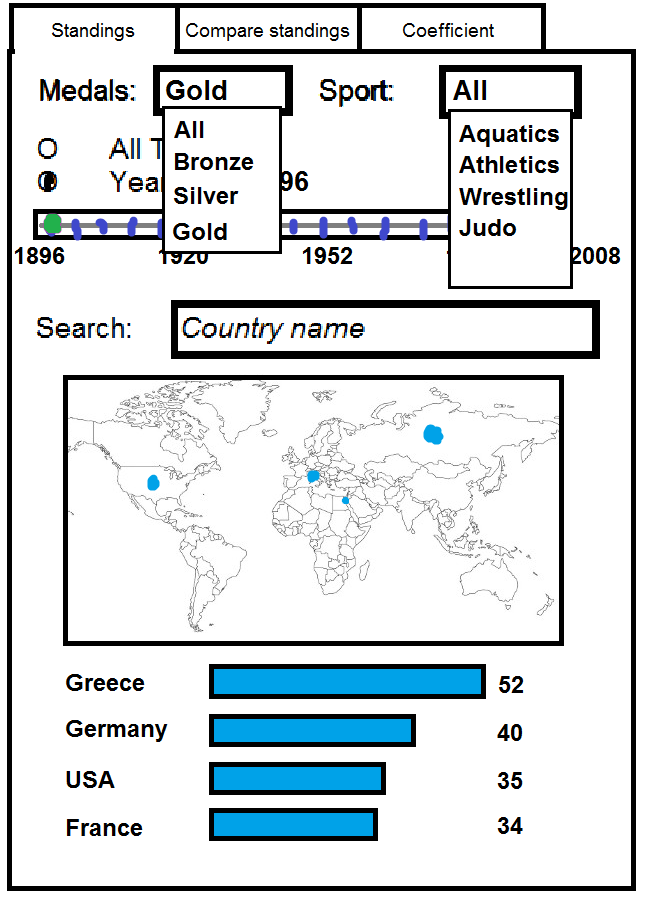 Standings Compare standings Coefficient
Medals: Gold Sport: All
All
Bronze
Silver
Gold
Aquatics
Athletics
Wrestling
Judo
O All T
Yea 96
1896 1920 1952 2008
Search: Country name
Greece 52
Germany 40
USA 35
France 34